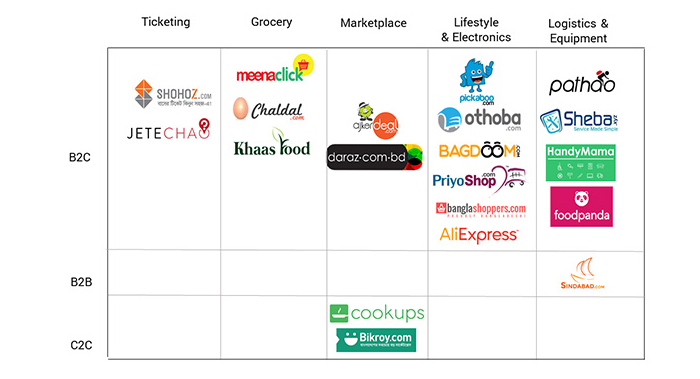 Ticketing
Grocery
Marketplace
Lifestyle
& Electronics
Logistics &
Equipment
B2C
SHOHOZ.COM
JETECHAO
meenaclick
Chaldal
.com
Khaas food
ajkerdeal
daraz-com-bd
pickaboo
.com
othoba
.com
BAGDOOM.COM
PriyoShop.com
banglashoppers.com
AliExpress
pathao
Sheba.xyz
Service Made Simple
HandyMama
foodpanda
B2B
SINDABAD.COM
C2C
cookups
Bikroy.com